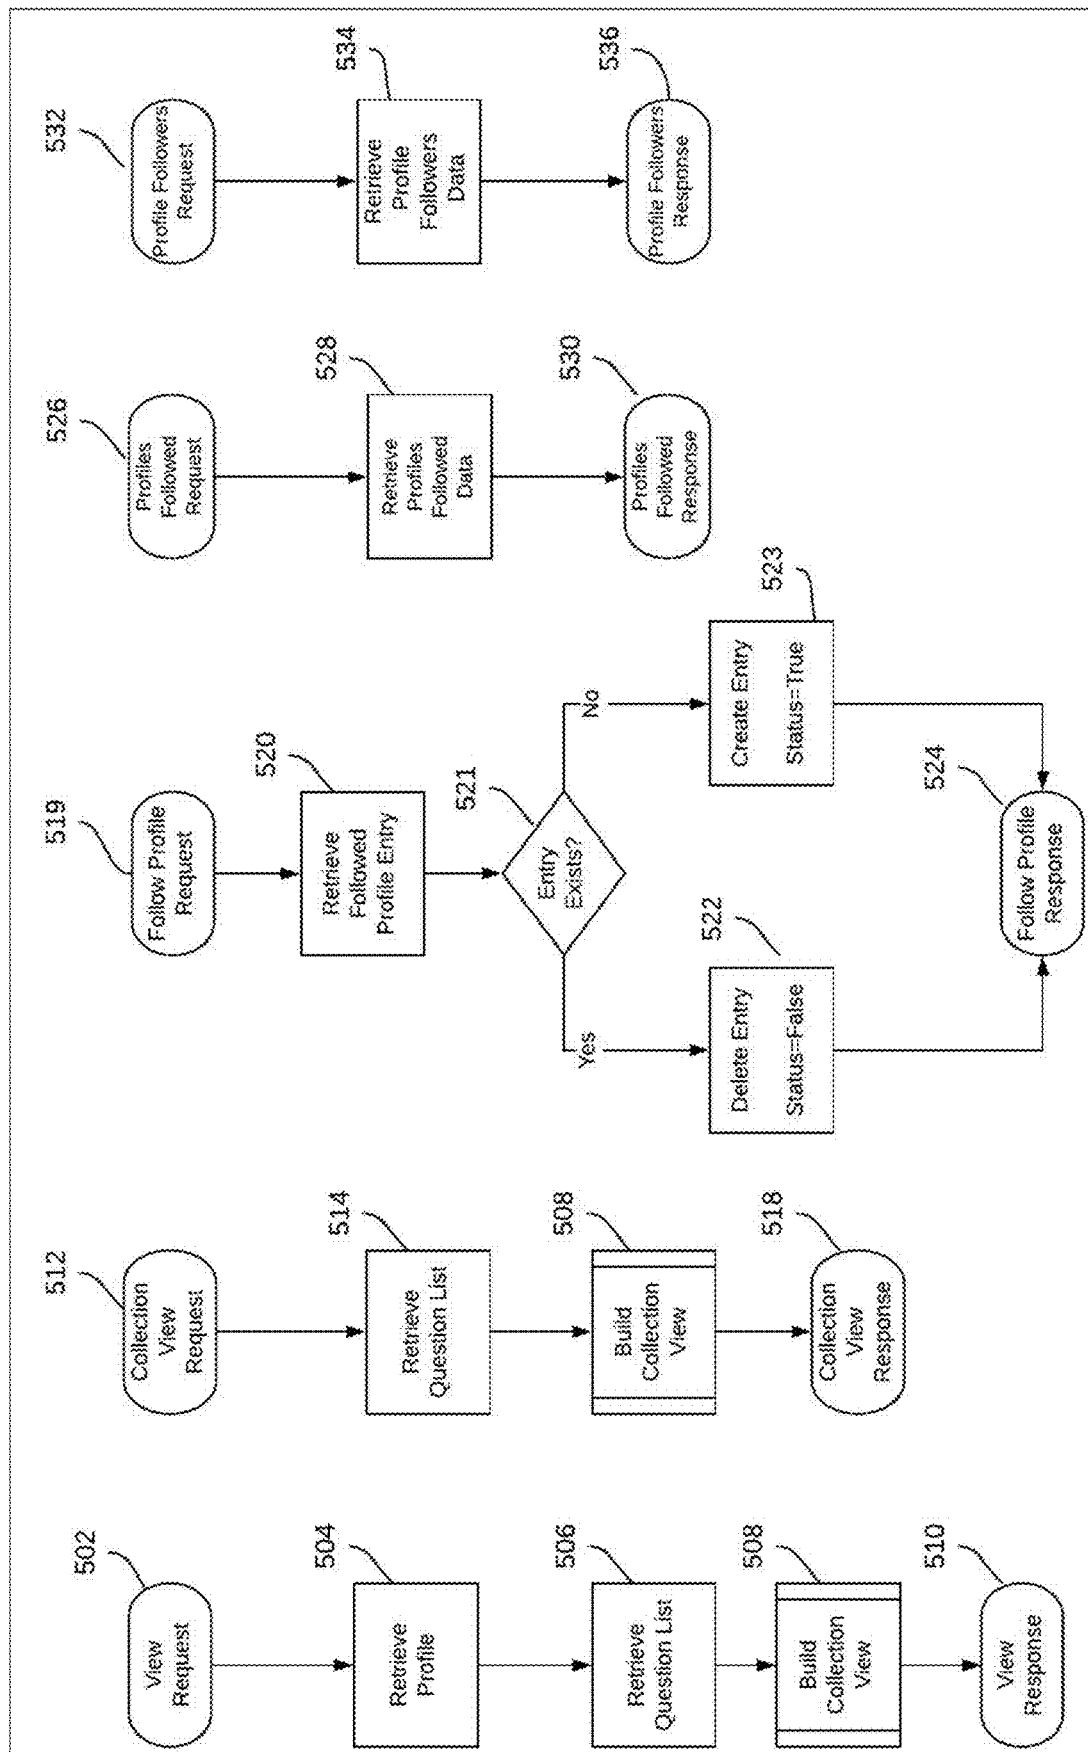 502
View
Request
504
Retrieve
Profile
506
Retrieve
Question List
508
Build
Collection
View
510
View
Response
512
Collection
View
Request
514
Retrieve
Question List
508
Build
Collection
View
518
Collection
View
Response
519
Follow Profile
Request
520
Retrieve
Followed
Profile Entry
521
Entry
Exists?
Yes
No
522
Delete Entry
Status=False
523
Create Entry
Status=True
524
Follow Profile
Response
526
Profiles
Followed
Request
528
Retrieve
Profiles
Followed
Data
530
Profiles
Followed
Response
532
Profile Followers
Request
534
Retrieve
Profile
Followers
Data
536
Profile Followers
Response